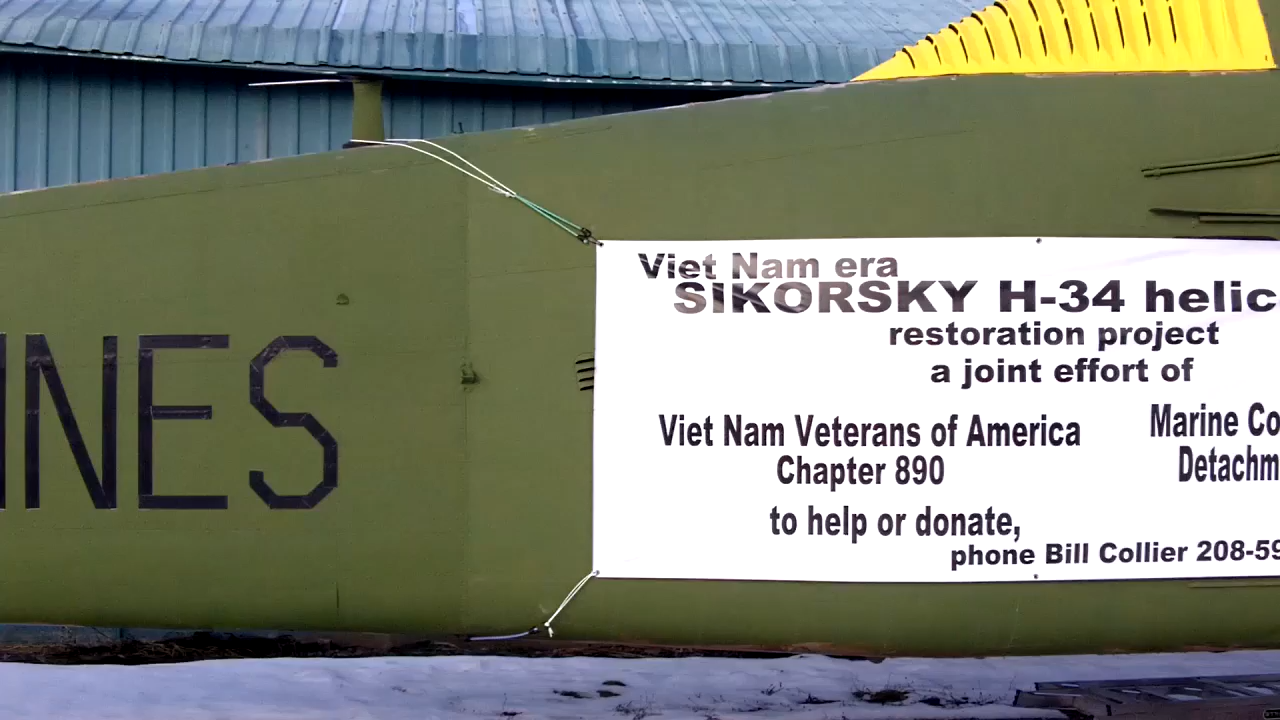 INES
Viet Nam era
SIKORSKY H-34 helic
restoration project
a joint effort of
Viet Nam Veterans of America
Chapter 890
Marine Co
Detachm
to help or donate,
phone Bill Collier 208-59